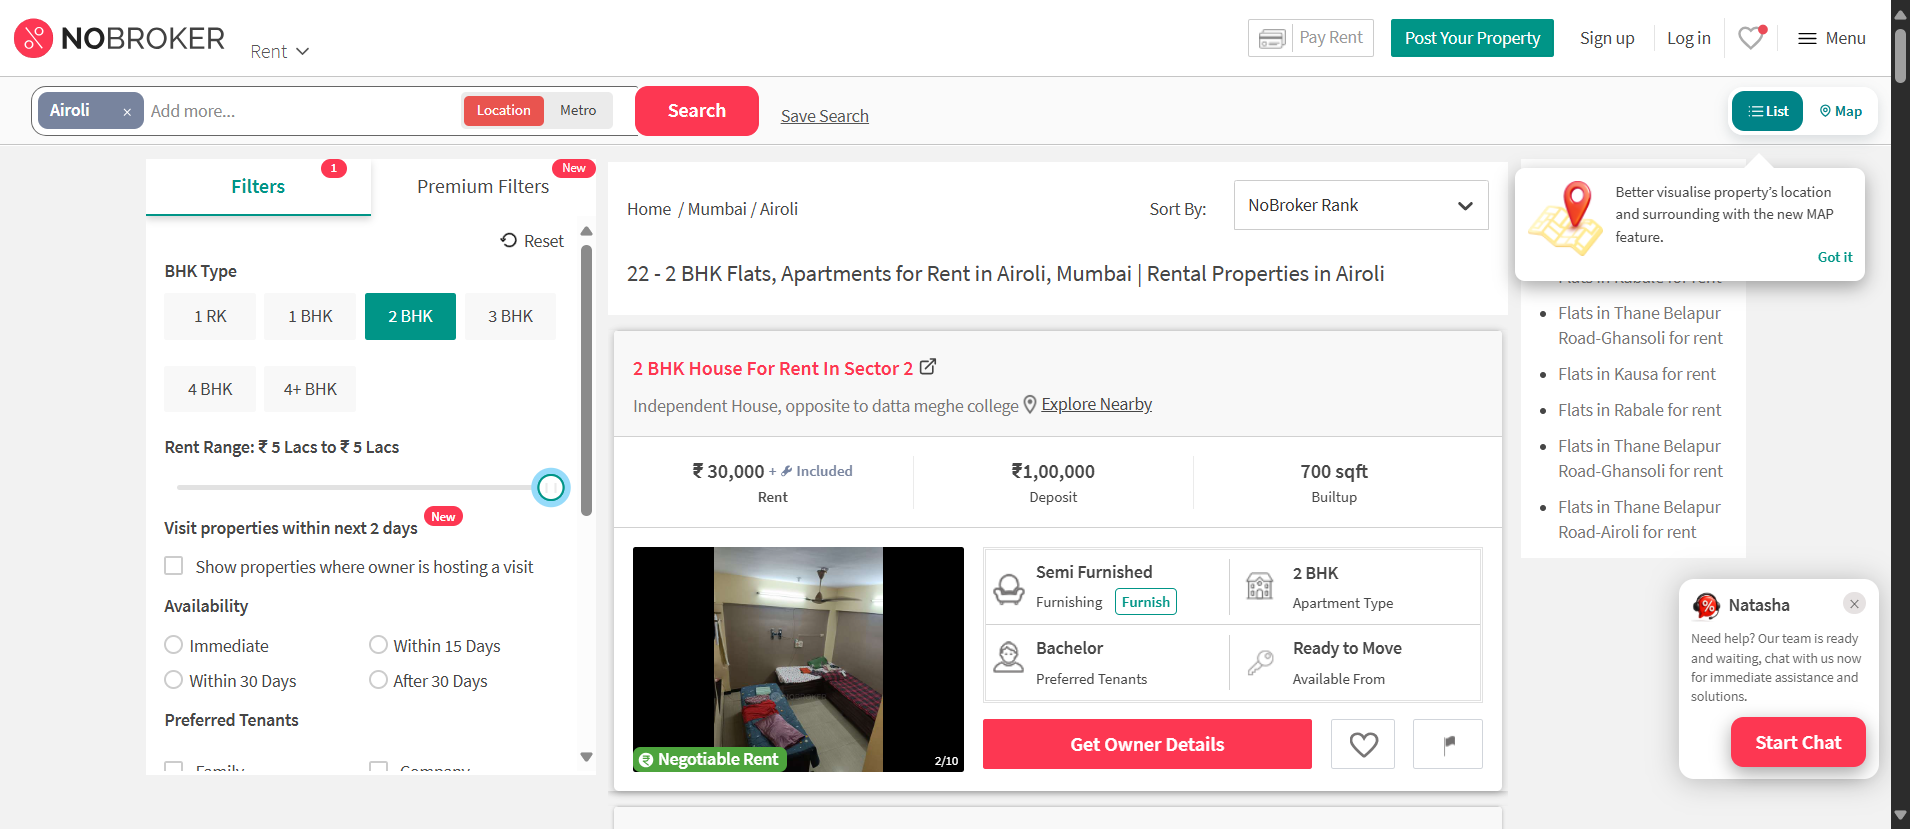 NOBROKER
Rent
Pay Rent
Post Your Property
Sign up
Log in
Menu
Airoli ×
Add more...
Location
Metro
Search
Save Search
List
Map
Filters
1
Premium Filters
New
Reset
BHK Type
1 RK
1 BHK
2 BHK
3 BHK
4 BHK
4+ BHK
Rent Range: ₹ 5 Lacs to ₹ 5 Lacs
Visit properties within next 2 days
New
Show properties where owner is hosting a visit
Availability
Immediate
Within 15 Days
Within 30 Days
After 30 Days
Preferred Tenants
Family
Company
Home / Mumbai / Airoli
Sort By:
NoBroker Rank
22 - 2 BHK Flats, Apartments for Rent in Airoli, Mumbai | Rental Properties in Airoli
2 BHK House For Rent In Sector 2
Independent House, opposite to datta meghe college
Explore Nearby
₹ 30,000 + Included
Rent
₹1,00,000
Deposit
700 sqft
Builtup
Negotiable Rent
2/10
Semi Furnished
Furnishing
Furnish
2 BHK
Apartment Type
Bachelor
Preferred Tenants
Ready to Move
Available From
Get Owner Details
Better visualise property's location
and surrounding with the new MAP
feature.
Got it
Flats in Rabale for rent
Flats in Thane Belapur
Road-Ghansoli for rent
Flats in Kausa for rent
Flats in Rabale for rent
Flats in Thane Belapur
Road-Ghansoli for rent
Flats in Thane Belapur
Road-Airoli for rent
Natasha
Need help? Our team is ready
and waiting, chat with us now
for immediate assistance and
solutions.
Start Chat